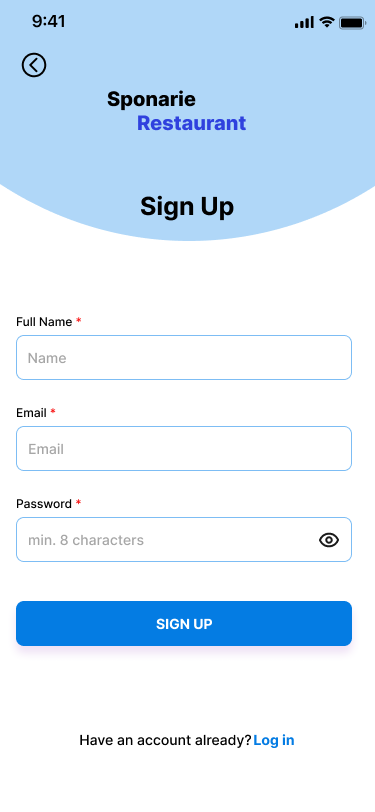 9:41
Sponarie
Restaurant
Sign Up
Full Name *
Name
Email *
Email
Password *
min. 8 characters
SIGN UP
Have an account already? Log in